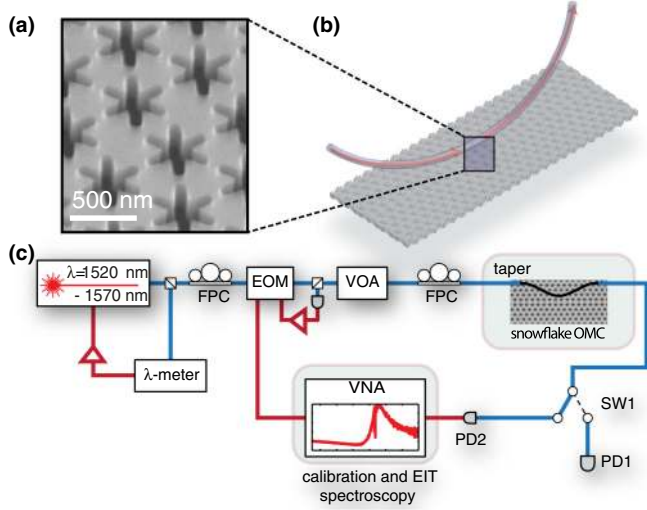 (a)
(b)
500 nm
(c)
λ=1520 nm
- 1570 nm
FPC
EOM
VOA
FPC
taper
snowflake OMC
λ-meter
VNA
SW1
PD2
PD1
calibration and EIT
spectroscopy